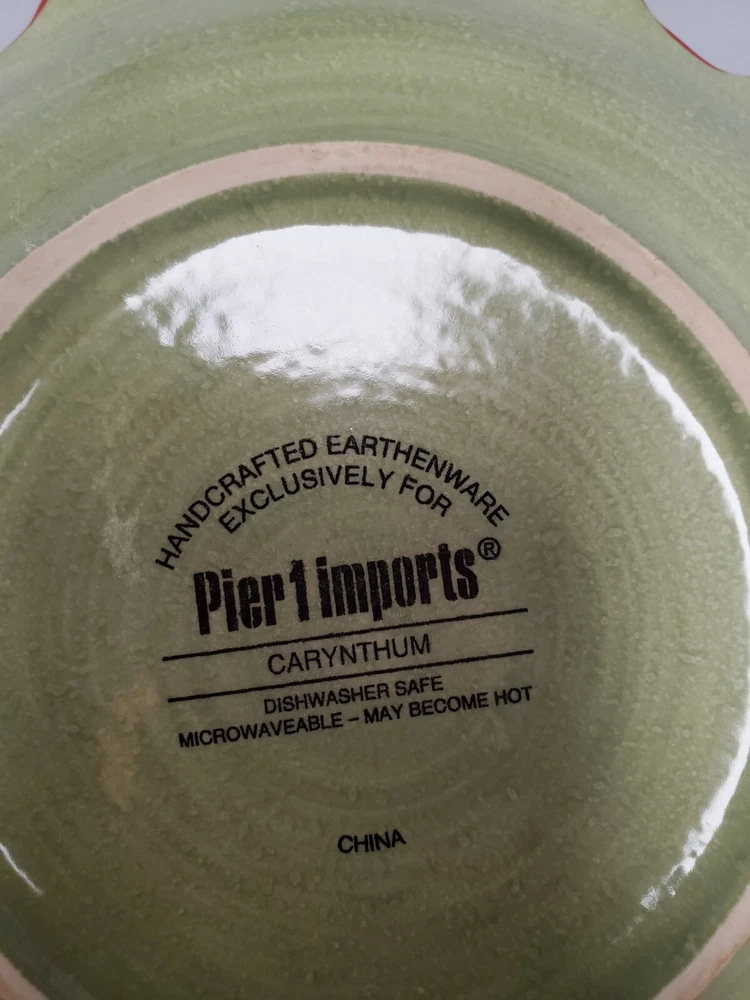 HANDCRAFTED EARTHENWARE
EXCLUSIVELY FOR
Pier 1 imports®
CARYNTHUM
DISHWASHER SAFE
MICROWAVEABLE – MAY BECOME HOT
CHINA